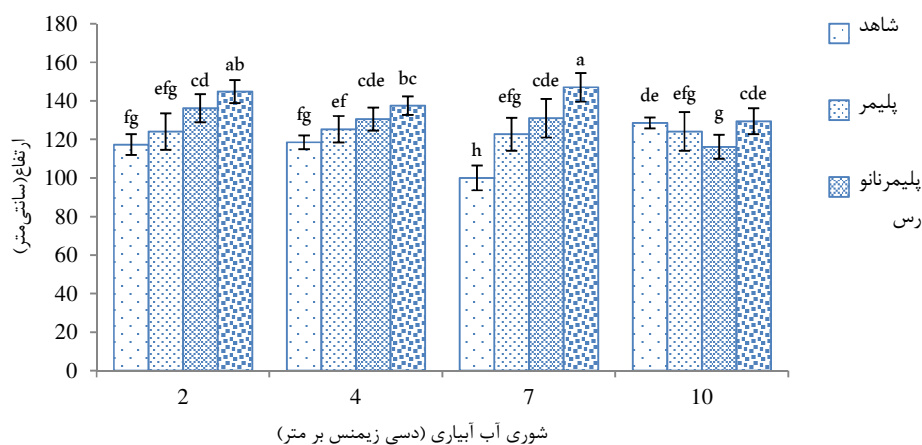 180
160
140
120
100
80
60
40
20
0
ارتفاع(سانتی‌متر)
fg efg cd ab
fg ef cde bc
h efg cde a
de efg g cde
2 4 7 10
شوری آب آبیاری (دسی زیمنس بر متر)
شاهد
پلیمر
پلیمرنانو
رس